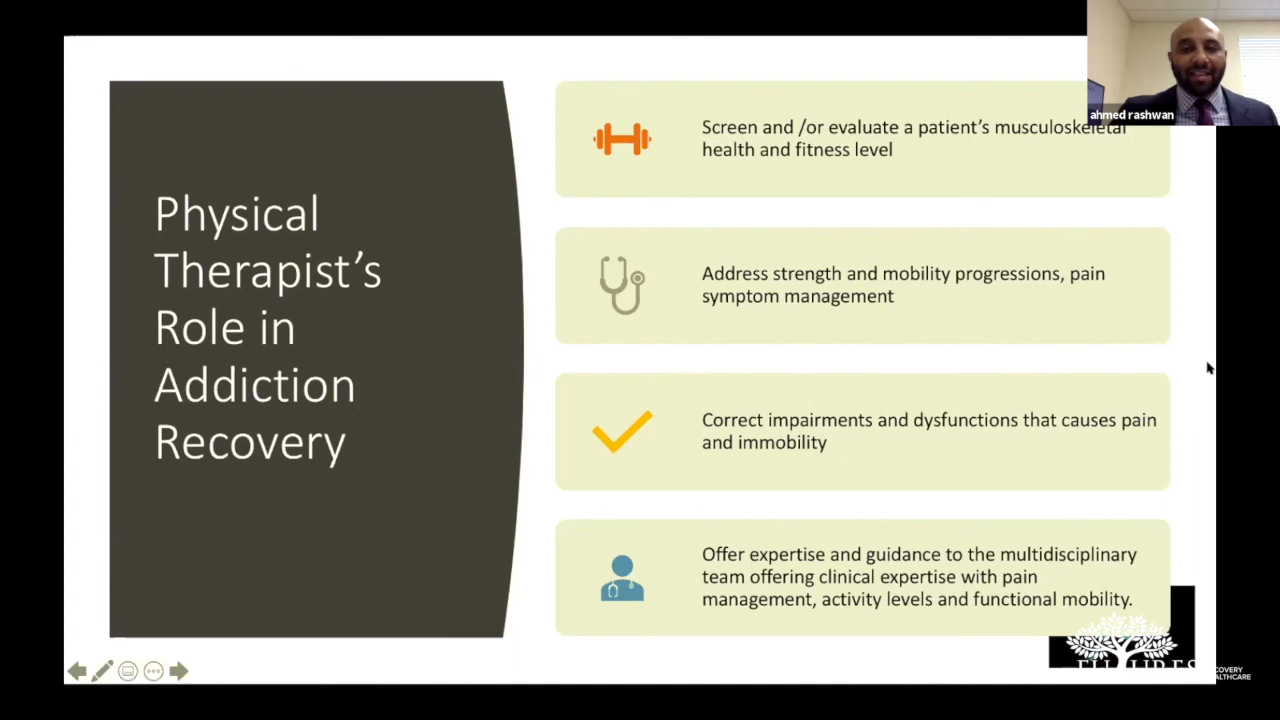 Physical
Therapist’s
Role in
Addiction
Recovery
ahmed rashwan
Screen and /or evaluate a patient’s musculoskeletal
health and fitness level
Address strength and mobility progressions, pain
symptom management
Correct impairments and dysfunctions that causes pain
and immobility
Offer expertise and guidance to the multidisciplinary
team offering clinical expertise with pain
management, activity levels and functional mobility.
FUTURES